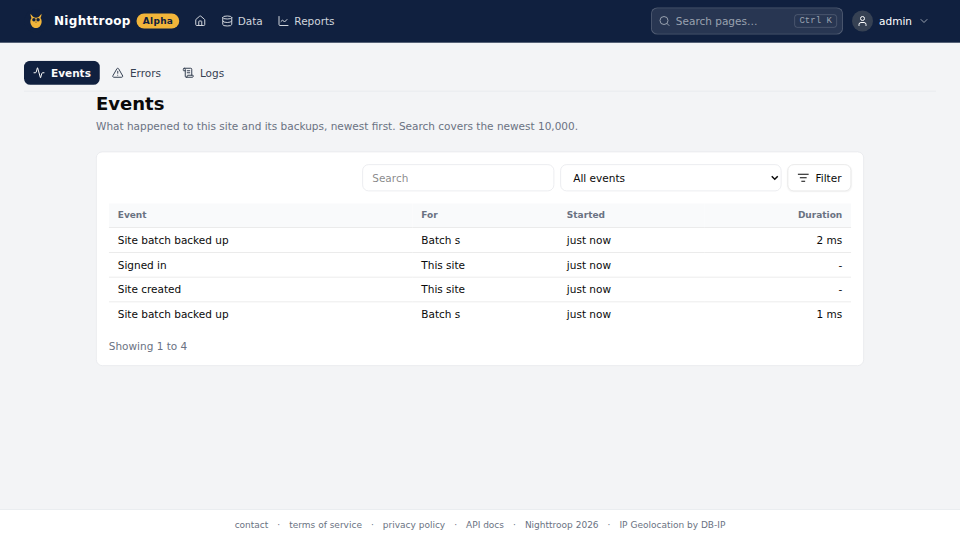 Nighttroop Alpha Data Reports Search pages... Ctrl K admin
Events Errors Logs
Events
What happened to this site and its backups, newest first. Search covers the newest 10,000.
Search All events Filter
Event For Started Duration
Site batch backed up Batch s just now 2 ms
Signed in This site just now -
Site created This site just now -
Site batch backed up Batch s just now 1 ms
Showing 1 to 4
contact · terms of service · privacy policy · API docs · Nighttroop 2026 · IP Geolocation by DB-IP